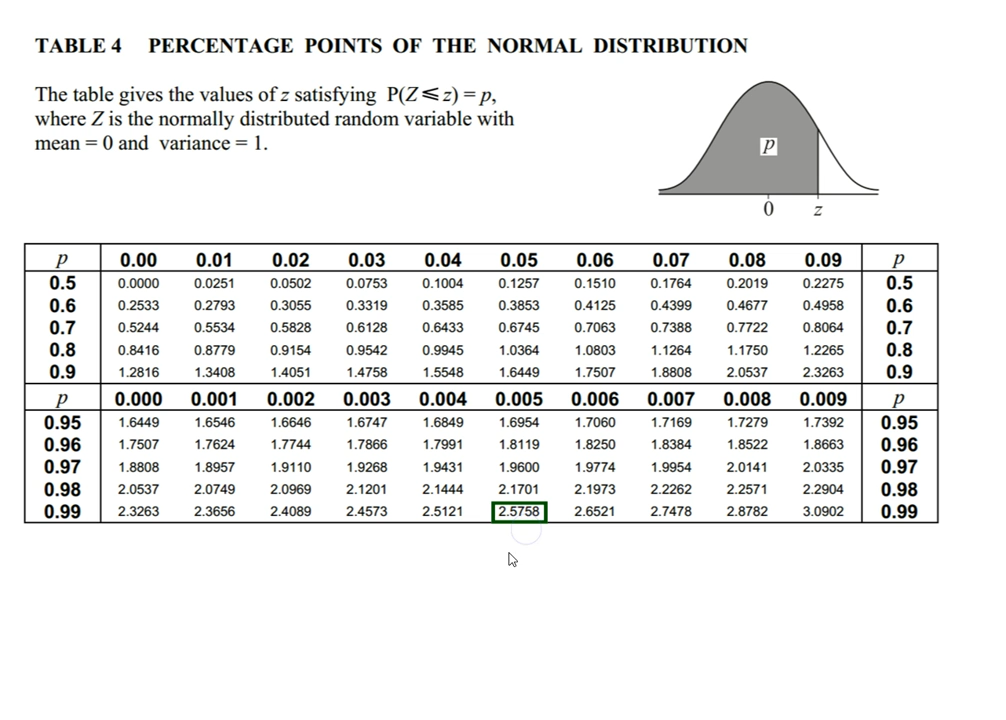 TABLE 4 PERCENTAGE POINTS OF THE NORMAL DISTRIBUTION
The table gives the values of z satisfying P(Z ⩽ z) = p,
where Z is the normally distributed random variable with
mean = 0 and variance = 1.
p
0 z
p 0.00 0.01 0.02 0.03 0.04 0.05 0.06 0.07 0.08 0.09 p
0.5 0.0000 0.0251 0.0502 0.0753 0.1004 0.1257 0.1510 0.1764 0.2019 0.2275 0.5
0.6 0.2533 0.2793 0.3055 0.3319 0.3585 0.3853 0.4125 0.4399 0.4677 0.4958 0.6
0.7 0.5244 0.5534 0.5828 0.6128 0.6433 0.6745 0.7063 0.7388 0.7722 0.8064 0.7
0.8 0.8416 0.8779 0.9154 0.9542 0.9945 1.0364 1.0803 1.1264 1.1750 1.2265 0.8
0.9 1.2816 1.3408 1.4051 1.4758 1.5548 1.6449 1.7507 1.8808 2.0537 2.3263 0.9
p 0.000 0.001 0.002 0.003 0.004 0.005 0.006 0.007 0.008 0.009 p
0.95 1.6449 1.6546 1.6646 1.6747 1.6849 1.6954 1.7060 1.7169 1.7279 1.7392 0.95
0.96 1.7507 1.7624 1.7744 1.7866 1.7991 1.8119 1.8250 1.8384 1.8522 1.8663 0.96
0.97 1.8808 1.8957 1.9110 1.9268 1.9431 1.9600 1.9774 1.9954 2.0141 2.0335 0.97
0.98 2.0537 2.0749 2.0969 2.1201 2.1444 2.1701 2.1973 2.2262 2.2571 2.2904 0.98
0.99 2.3263 2.3656 2.4089 2.4573 2.5121 2.5758 2.6521 2.7478 2.8782 3.0902 0.99